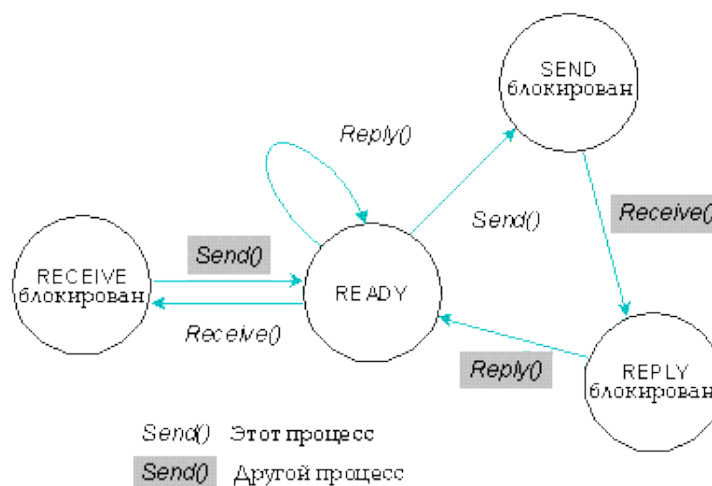 SEND
блокирован
Reply()
Send()
Receive()
Send()
RECEIVE
блокирован
READY
Receive()
Reply()
REPLY
блокирован
Send() Этот процесс
Send() Другой процесс